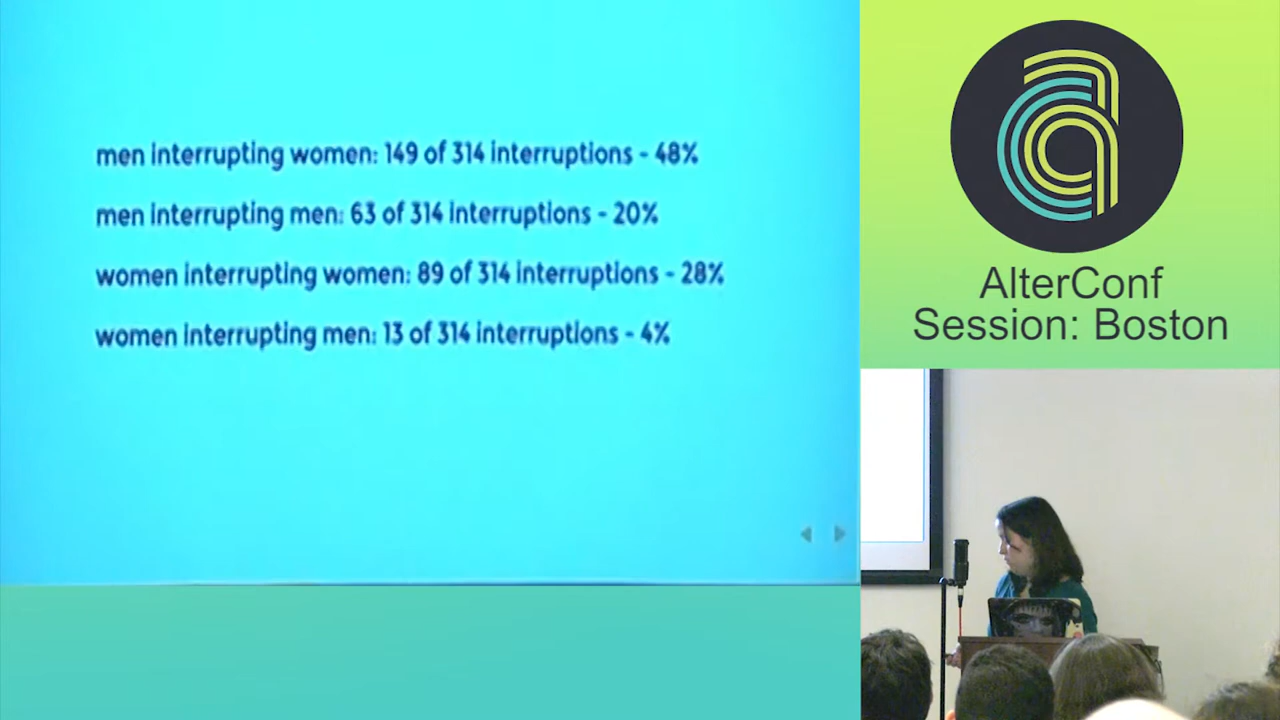 men interrupting women: 149 of 314 interruptions - 48%
men interrupting men: 63 of 314 interruptions - 20%
women interrupting women: 89 of 314 interruptions - 28%
women interrupting men: 13 of 314 interruptions - 4%
AlterConf
Session: Boston